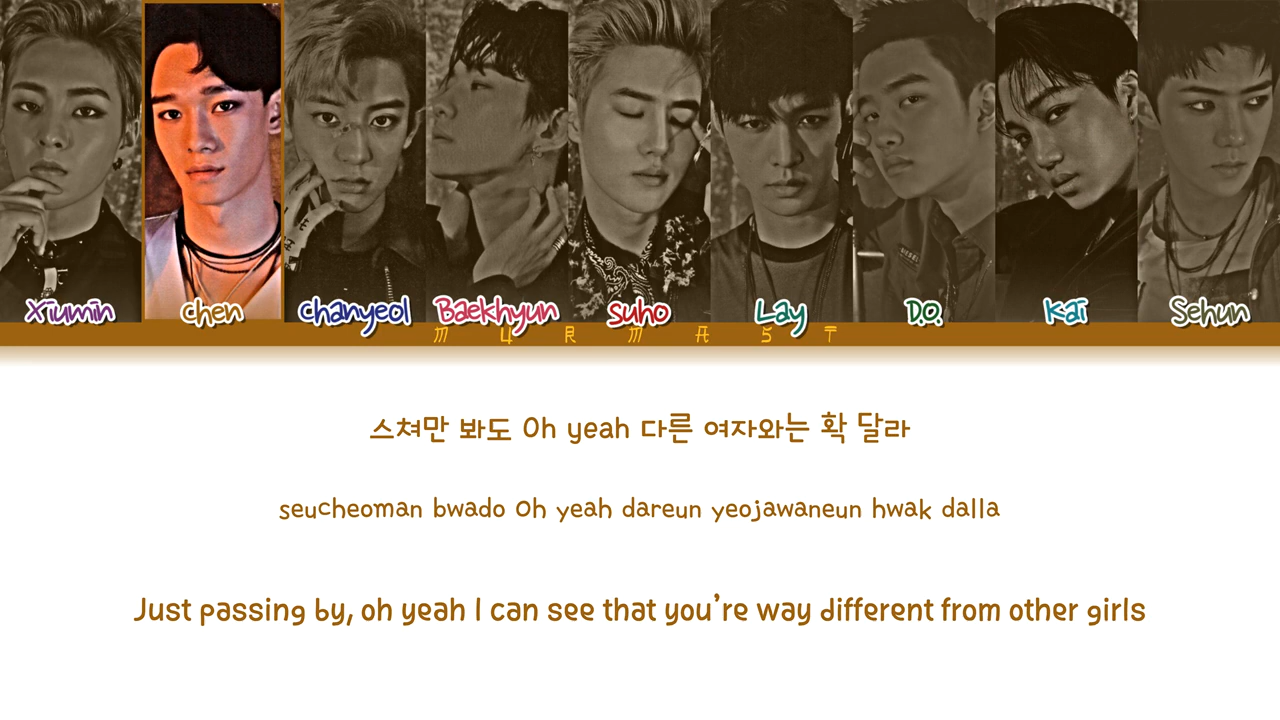 Xiumin chen chanyeol Baekhyun suho Lay D.O. Kai Sehun
M U R M A S T
스쳐만 봐도 Oh yeah 다른 여자와는 확 달라
seucheoman bwado Oh yeah dareun yeojawaneun hwak dalla
Just passing by, oh yeah I can see that you're way different from other girls